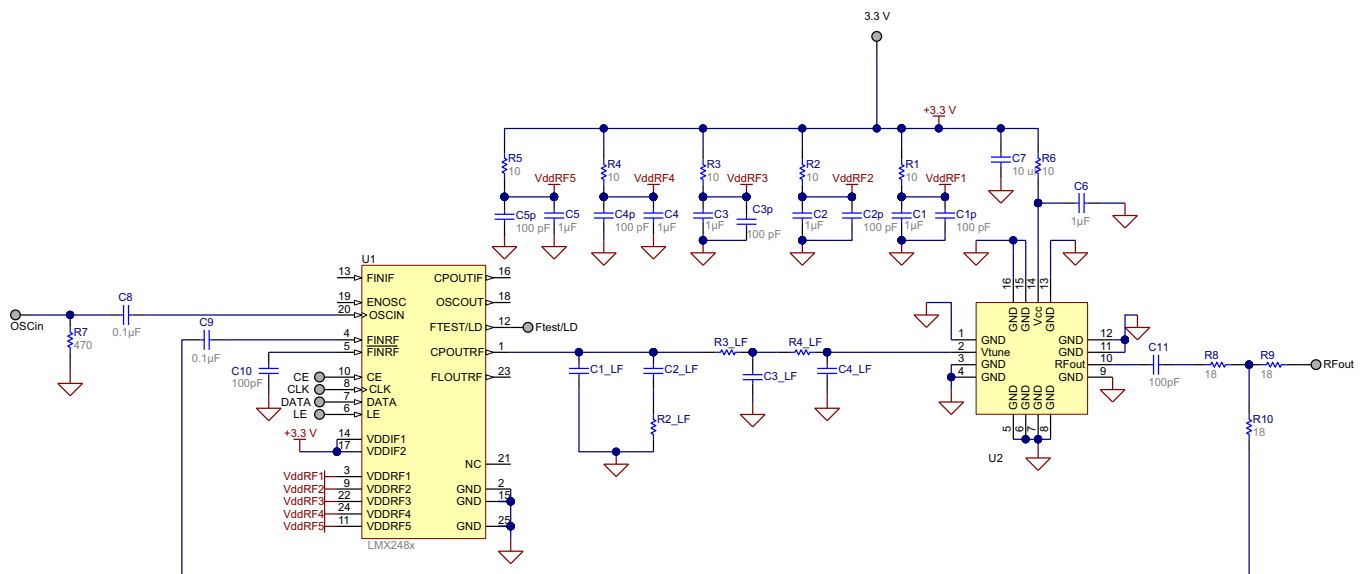 3.3 V
+3.3 V
R5
10
R4
10
R3
10
R2
10
R1
10
C7
10 uF
R6
10
VddRF5
VddRF4
VddRF3
VddRF2
VddRF1
C6
1µF
C5p
100 pF
C5
1µF
C4p
100 pF
C4
1µF
C3
1µF
C3p
100 pF
C2
1µF
C2p
100 pF
C1
1µF
C1p
100 pF
U1
13 FINIF CPOUTIF 16
19 ENOSC OSCOUT 18
20 OSCIN
FTEST/LD 12 Ftest/LD
4 FINRF
5 FINRF CPOUTRF 1
10 CE FLOUTRF 23
8 CLK
7 DATA
6 LE
14 VDDIF1
17 VDDIF2
NC 21
3 VDDRF1
9 VDDRF2 GND 2
22 VDDRF3 GND 15
24 VDDRF4
11 VDDRF5 GND 25
LMX248x
OSCin
R7
470
C8
0.1µF
C9
0.1µF
C10
100pF
CE
CLK
DATA
LE
+3.3 V
VddRF1
VddRF2
VddRF3
VddRF4
VddRF5
C1_LF
C2_LF
R2_LF
R3_LF
C3_LF
R4_LF
C4_LF
16 15 14 13
GND GND Vcc GND
1 GND GND 12
2 Vtune GND 11
3 GND RFout 10
4 GND GND 9
GND GND GND GND
5 6 7 8
U2
C11
100pF
R8
18
R9
18
RFout
R10
18